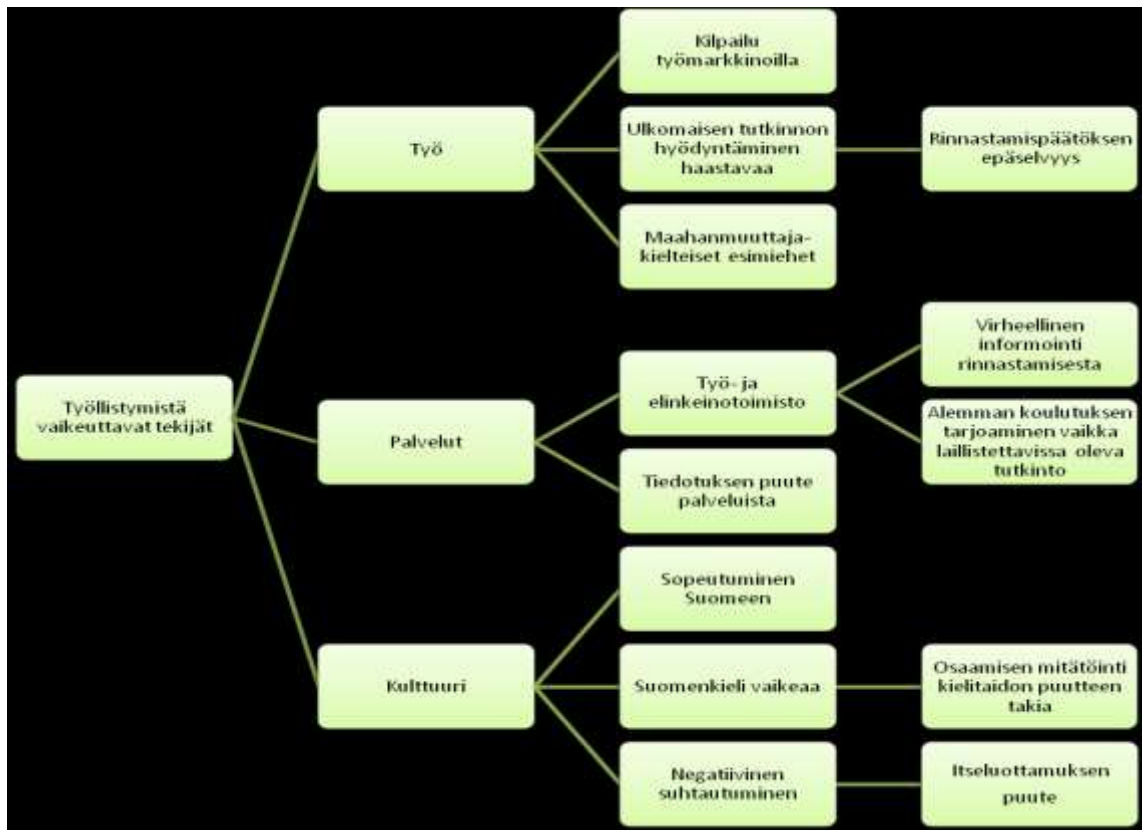 Työllistymistä
vaikeuttavat tekijät
Työ
Kilpailu
työmarkkinoilla
Ulkomaisen tutkinnon
hyödyntäminen
haastavaa
Rinnastamispäätöksen
epäselvyys
Maahanmuuttaja-
kielteiset esimiehet
Palvelut
Työ- ja
elinkeinotoimisto
Virheellinen
informointi
rinnastamisesta
Alemman koulutuksen
tarjoaminen vaikka
laillistettavissa oleva
tutkinto
Tiedotuksen puute
palveluista
Kulttuuri
Sopeutuminen
Suomeen
Suomenkieli vaikeaa
Osaamisen mitätöinti
kielitaidon puutteen
takia
Negatiivinen
suhtautuminen
Itseluottamuksen
puute